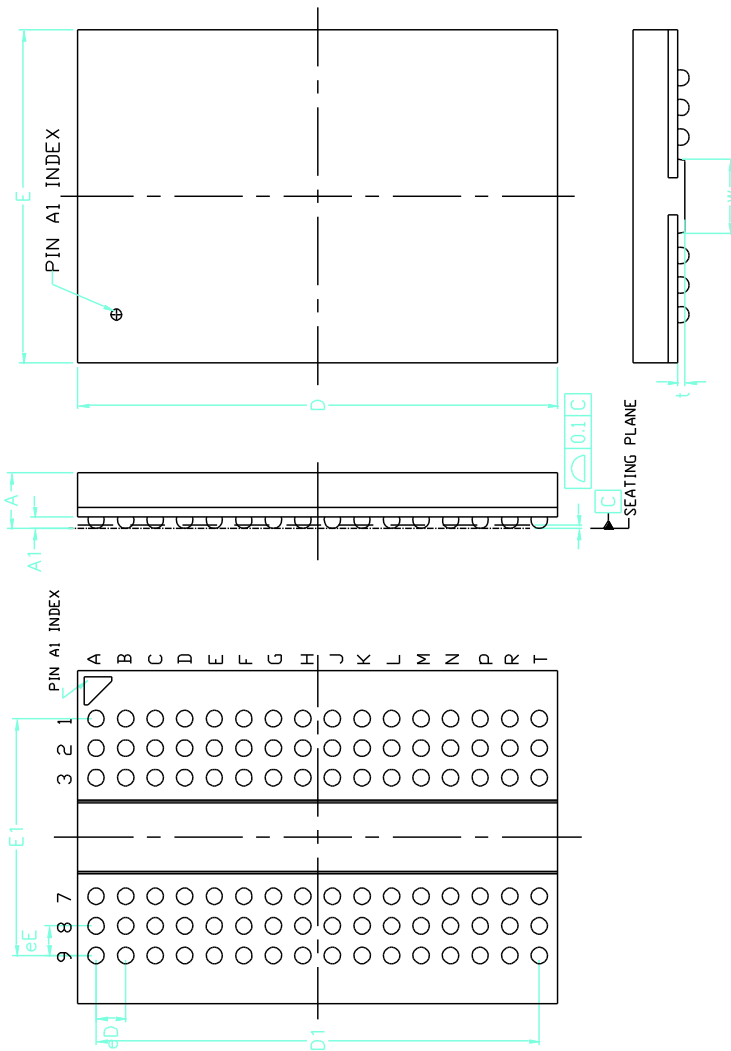 E
PIN A1 INDEX
D
t
A
A1
0.1 C
C
SEATING PLANE
PIN A1 INDEX
A B C D E F G H J K L M N P R T
1
2
3
7
8
9
E1
eE
eD
D1